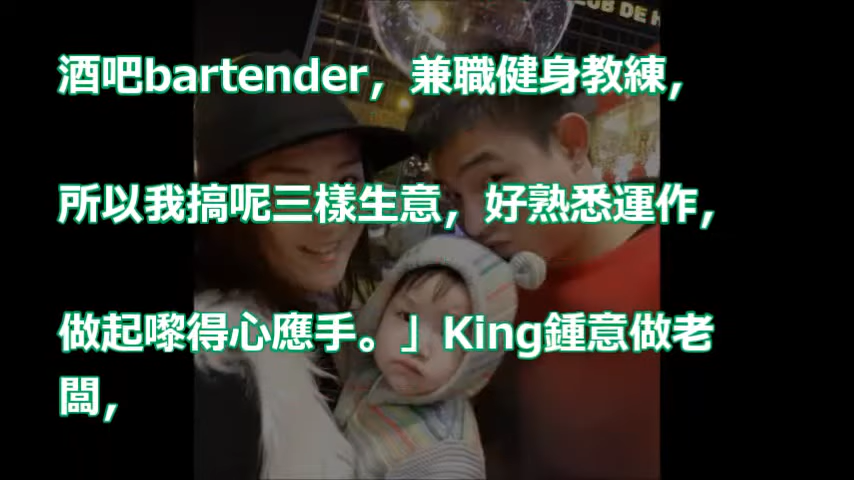 CLUB DE H
酒吧bartender，兼職健身教練，
所以我搞呢三樣生意，好熟悉運作，
做起嚟得心應手。」King鍾意做老
闆，